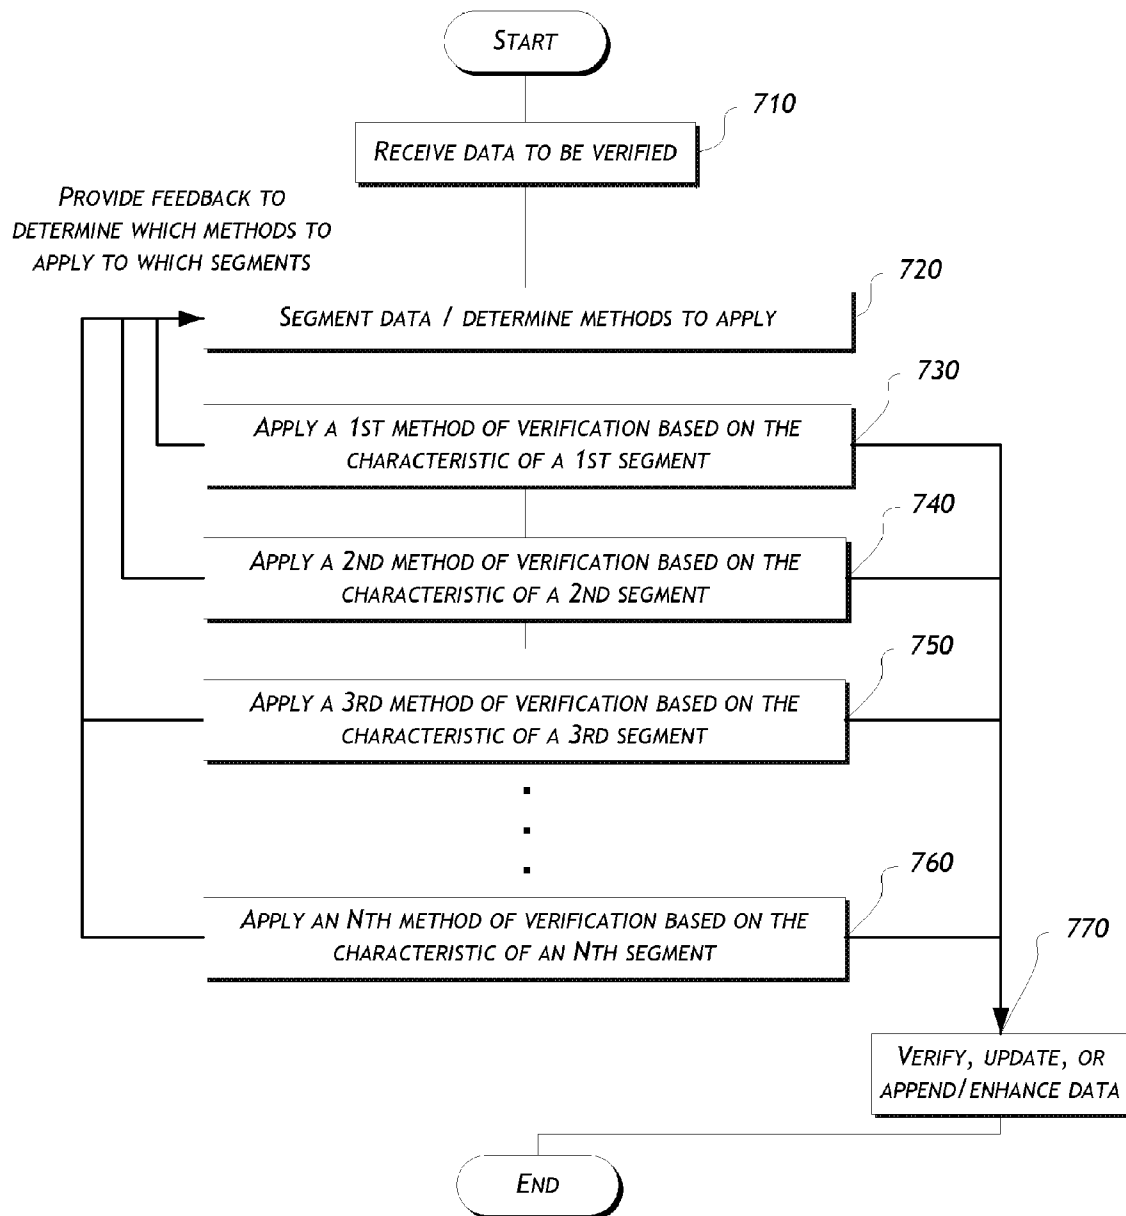 START
710
RECEIVE DATA TO BE VERIFIED
PROVIDE FEEDBACK TO
DETERMINE WHICH METHODS TO
APPLY TO WHICH SEGMENTS
720
SEGMENT DATA / DETERMINE METHODS TO APPLY
730
APPLY A 1ST METHOD OF VERIFICATION BASED ON THE
CHARACTERISTIC OF A 1ST SEGMENT
740
APPLY A 2ND METHOD OF VERIFICATION BASED ON THE
CHARACTERISTIC OF A 2ND SEGMENT
750
APPLY A 3RD METHOD OF VERIFICATION BASED ON THE
CHARACTERISTIC OF A 3RD SEGMENT
760
APPLY AN NTH METHOD OF VERIFICATION BASED ON THE
CHARACTERISTIC OF AN NTH SEGMENT
770
VERIFY, UPDATE, OR
APPEND/ENHANCE DATA
END